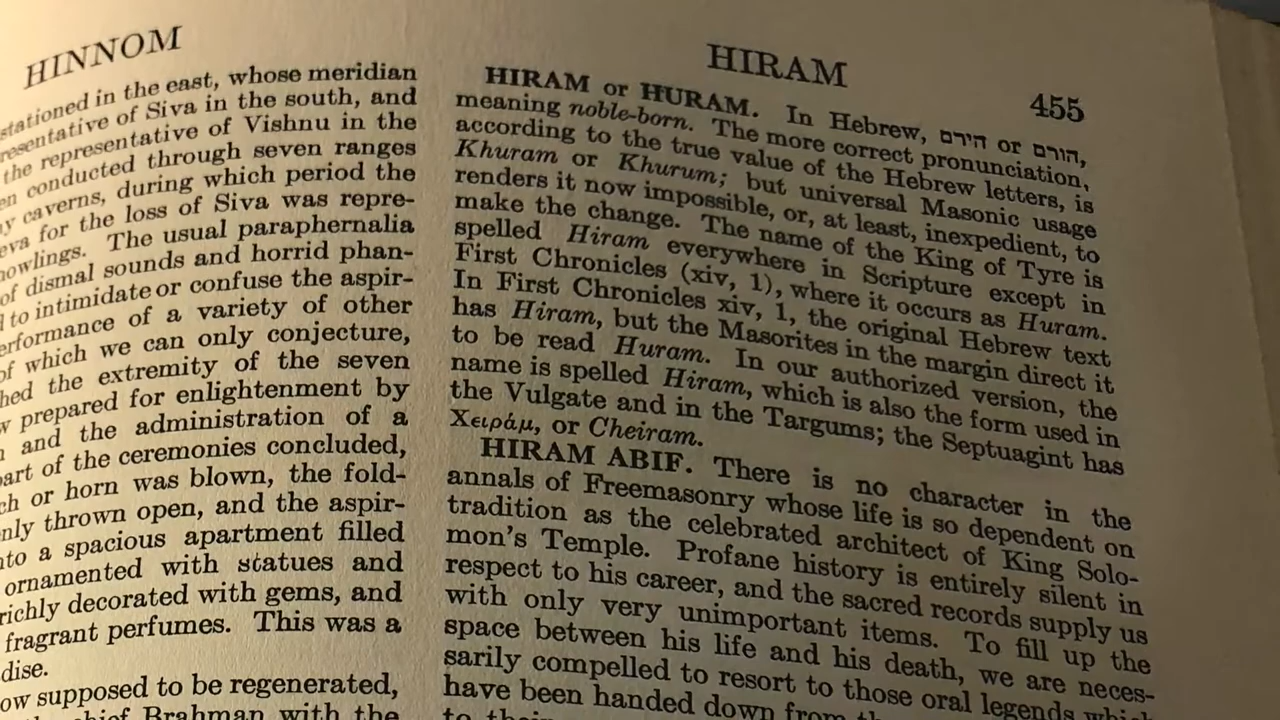 HINNOM
stationed in the east, whose meridian
of Siva in the south, and
the representative of Vishnu in the
conducted through seven ranges
caverns, during which period the
for the loss of Siva was repre-
howlings. The usual paraphernalia
of dismal sounds and horrid phan-
to intimidate or confuse the aspir-
of a variety of other
of which we can only conjecture,
the extremity of the seven
prepared for enlightenment by
and the administration of a
of the ceremonies concluded,
or horn was blown, the fold-
thrown open, and the aspir-
a spacious apartment filled
ornamented with statues and
richly decorated with gems, and
fragrant perfumes. This was a
dise.
supposed to be regenerated,
Brahman with the
HIRAM
455
HIRAM or HURAM. In Hebrew, חירם or חורם,
meaning noble-born. The more correct pronunciation,
according to the true value of the Hebrew letters, is
Khuram or Khurum; but universal Masonic usage
renders it now impossible, or, at least, inexpedient, to
make the change. The name of the King of Tyre is
spelled Hiram everywhere in Scripture except in
First Chronicles (xiv, 1), where it occurs as Huram.
In First Chronicles xiv, 1, the original Hebrew text
has Hiram, but the Masorites in the margin direct it
to be read Huram. In our authorized version, the
name is spelled Hiram, which is also the form used in
the Vulgate and in the Targums; the Septuagint has
Χειράμ, or Cheiram.
HIRAM ABIF. There is no character in the
annals of Freemasonry whose life is so dependent on
tradition as the celebrated architect of King Solo-
mon's Temple. Profane history is entirely silent in
respect to his career, and the sacred records supply us
with only very unimportant items. To fill up the
space between his life and his death, we are neces-
sarily compelled to resort to those oral legends which
have been handed down from